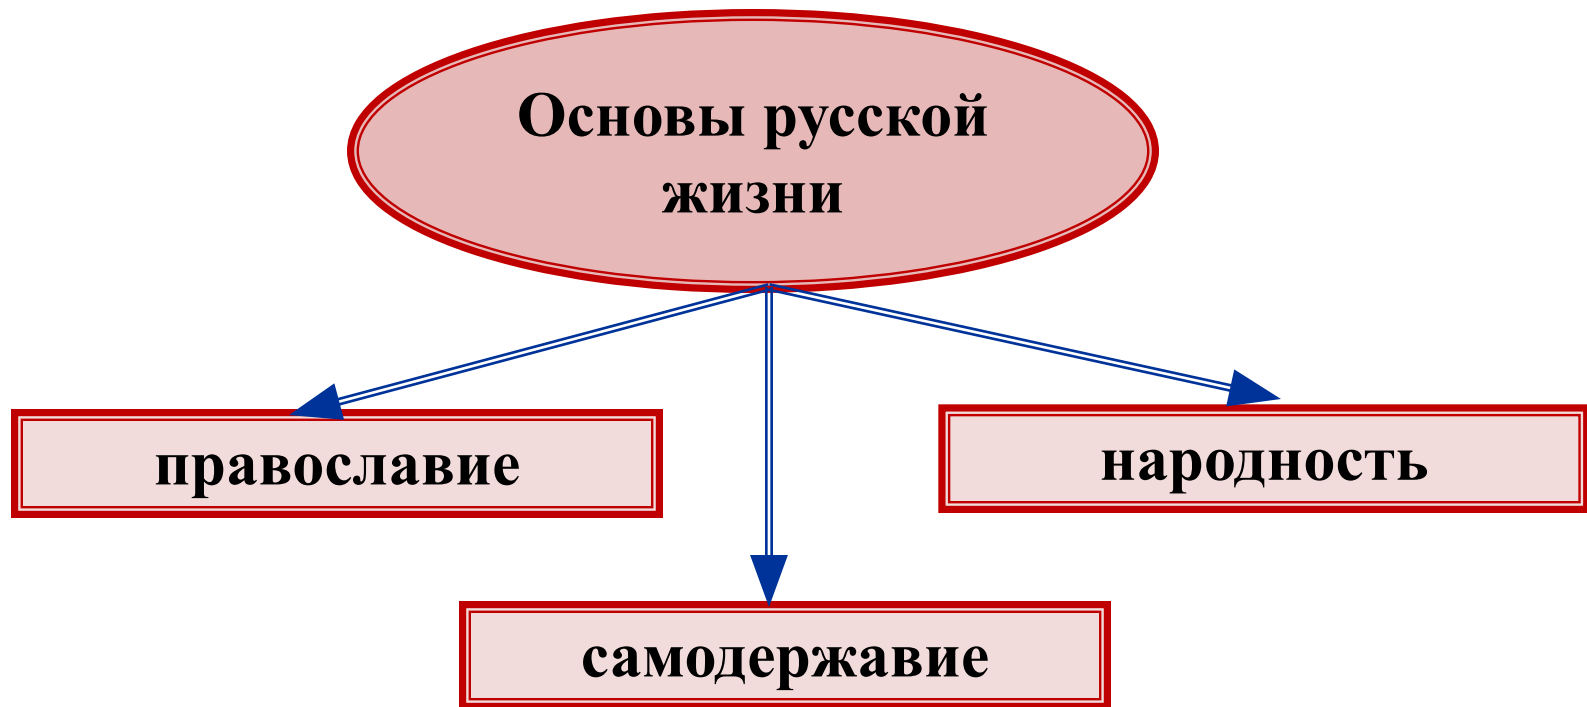 Основы русской
жизни
православие
народность
самодержавие